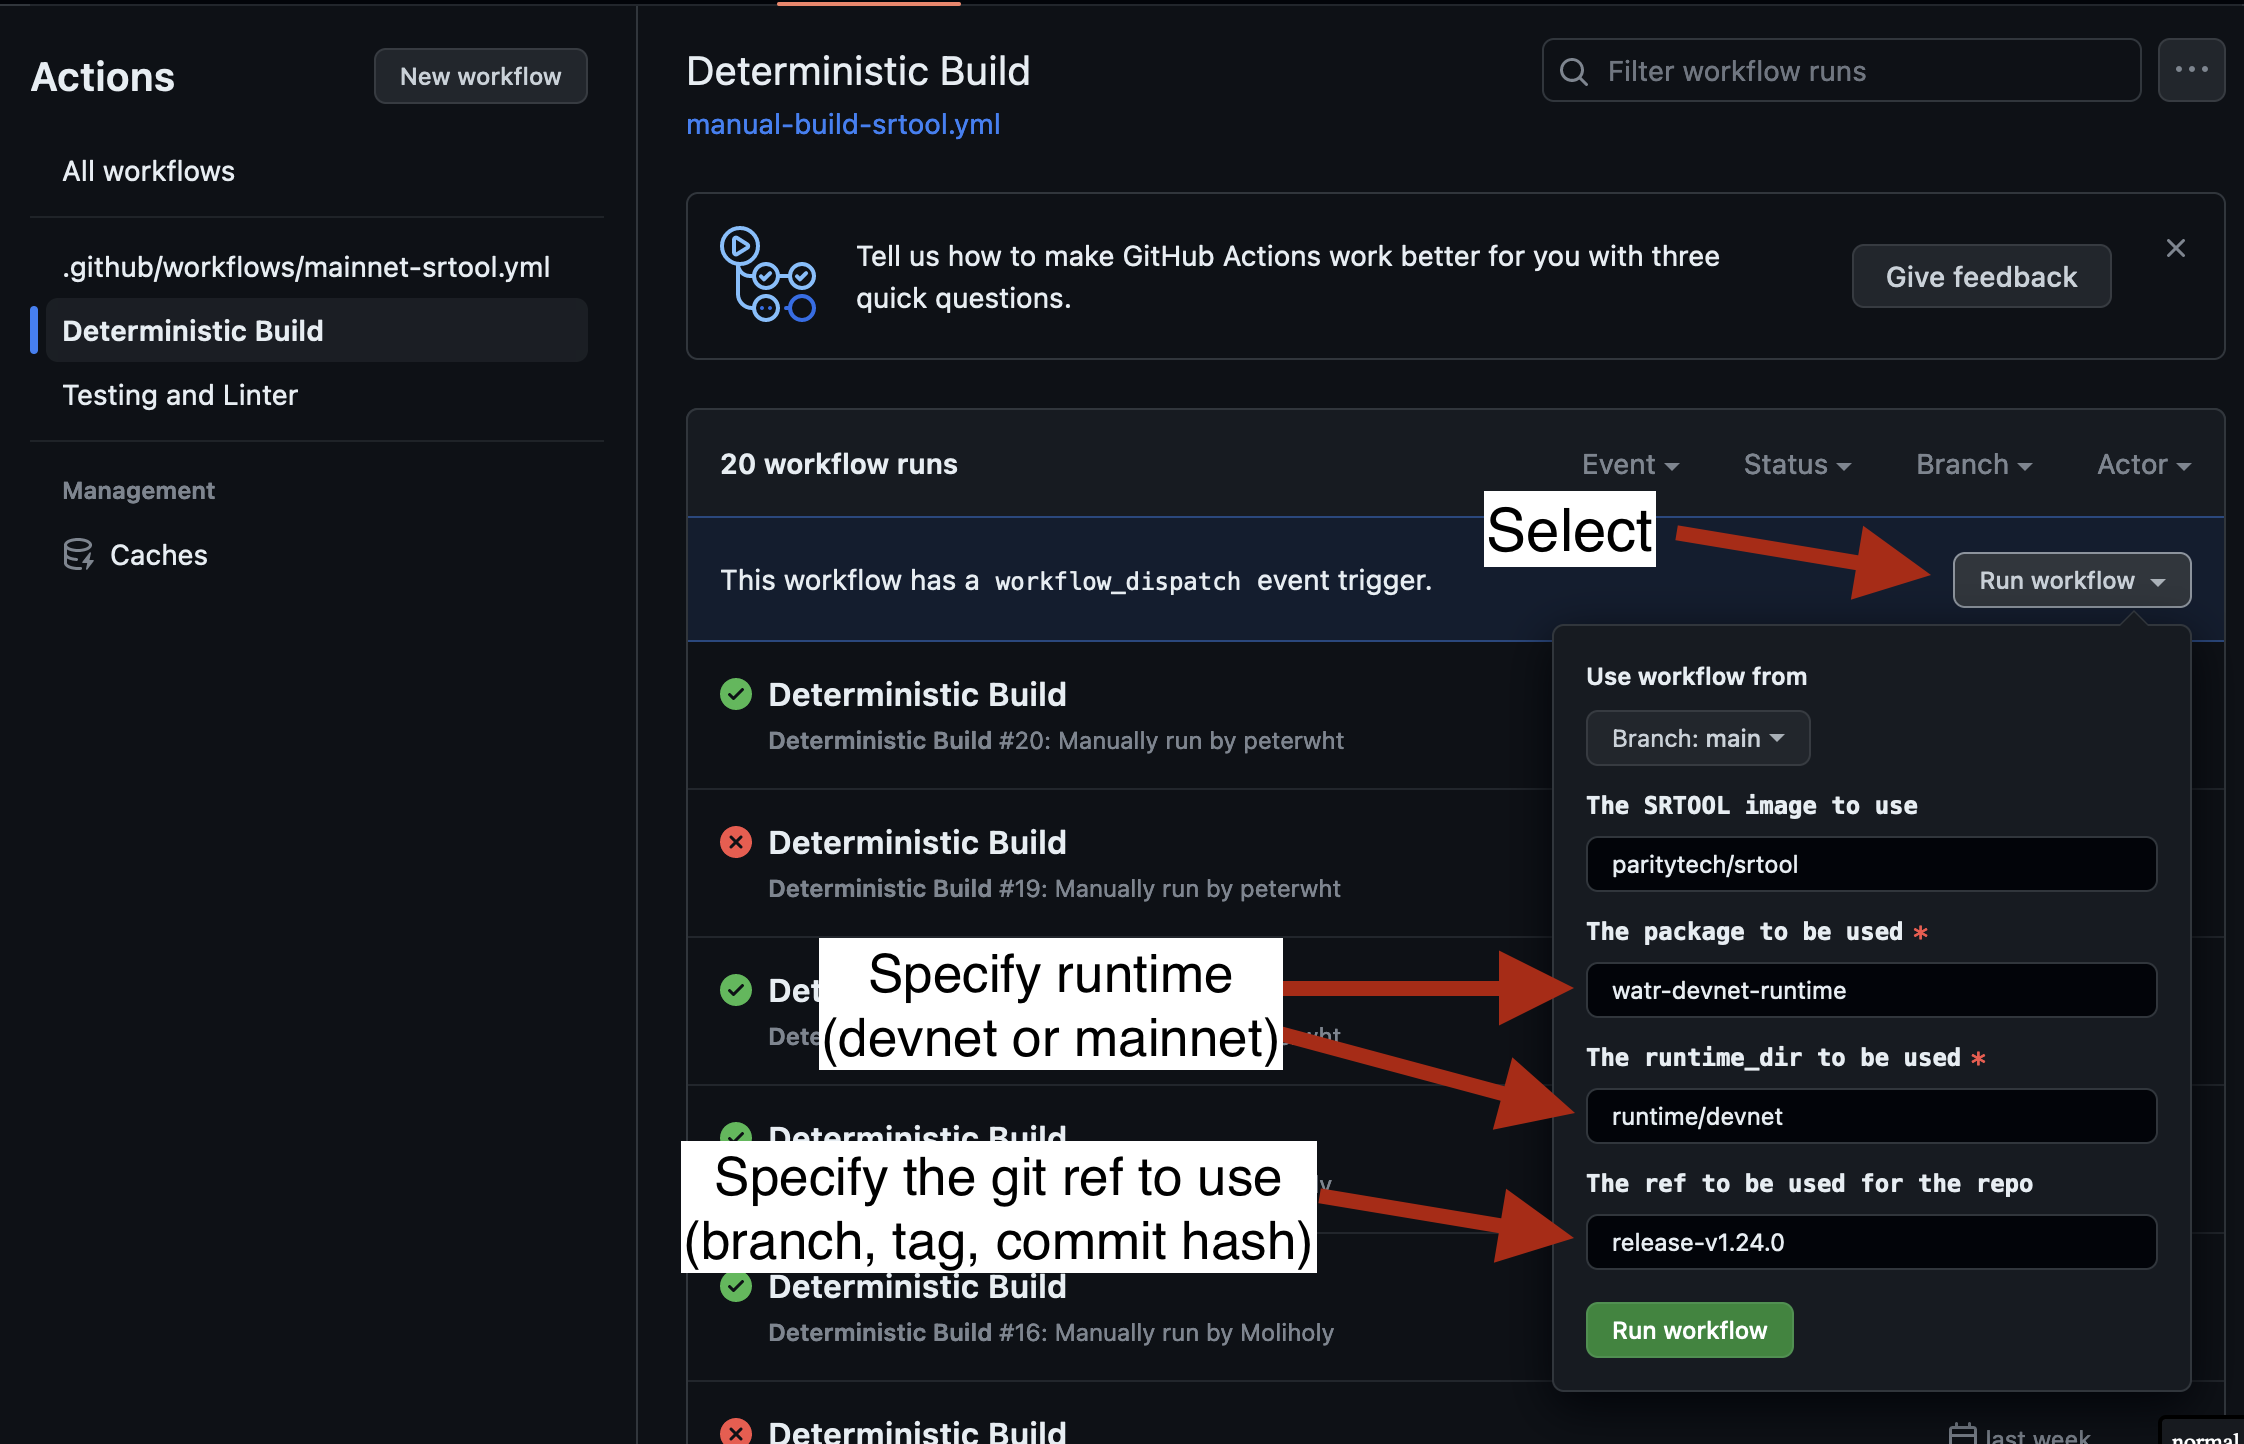 Actions
New workflow
All workflows
.github/workflows/mainnet-srtool.yml
Deterministic Build
Testing and Linter
Management
Caches
Deterministic Build
manual-build-srtool.yml
Filter workflow runs
Tell us how to make GitHub Actions work better for you with three
quick questions.
Give feedback
20 workflow runs
Event
Status
Branch
Actor
Select
This workflow has a workflow_dispatch event trigger.
Run workflow
Deterministic Build
Deterministic Build #20: Manually run by peterwht
Deterministic Build
Deterministic Build #19: Manually run by peterwht
Specify runtime
(devnet or mainnet)
Deterministic Build
Specify the git ref to use
(branch, tag, commit hash)
Deterministic Build
Deterministic Build #16: Manually run by Moliholy
Deterministic Build
last week
normal
Use workflow from
Branch: main
The SRTOOL image to use
paritytech/srtool
The package to be used *
watr-devnet-runtime
The runtime_dir to be used *
runtime/devnet
The ref to be used for the repo
release-v1.24.0
Run workflow